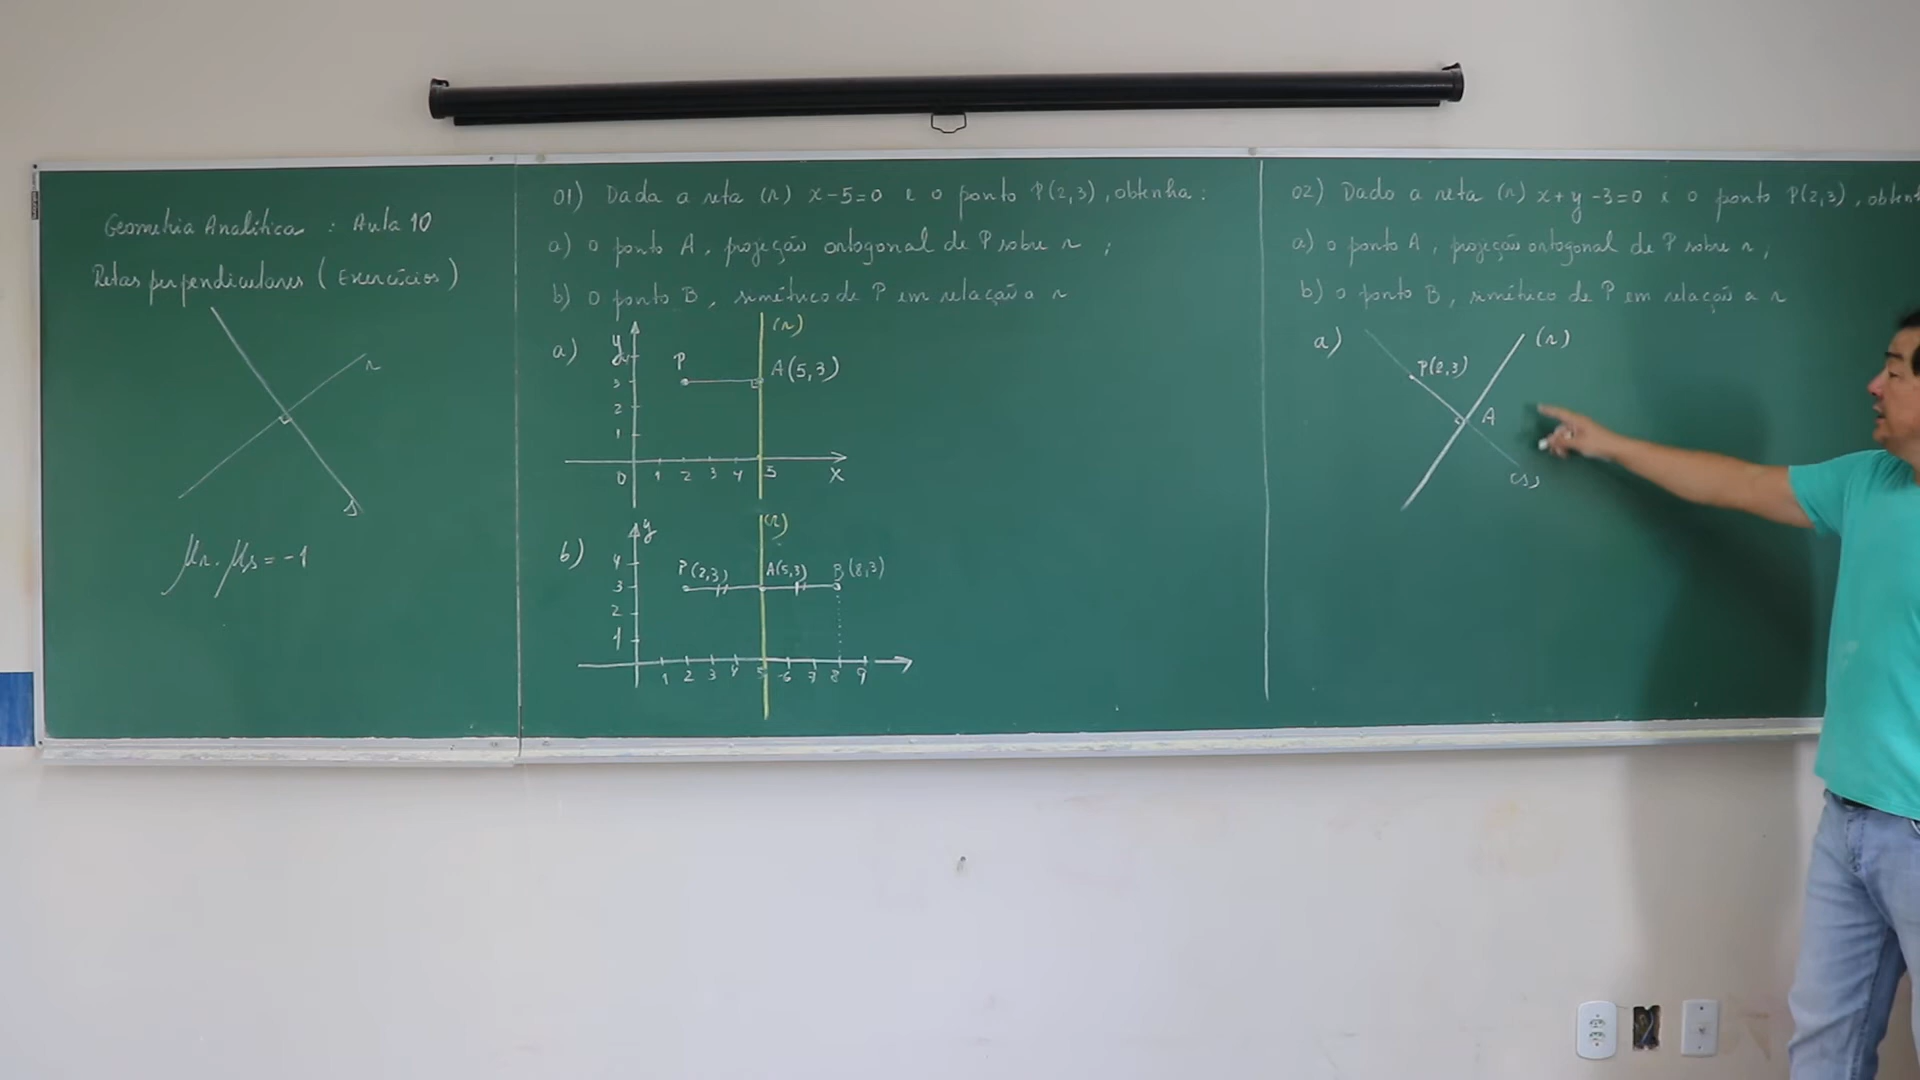 Geometria Analítica : Aula 10
Retas perpendiculares (Exercícios)
r
s
μr . μs = -1
01) Dada a reta (r) x-5=0 e o ponto P(2,3), obtenha:
a) o ponto A, projeção ortogonal de P sobre r ;
b) o ponto B, simétrico de P em relação a r
a)
y
(r)
P
A(5,3)
4
3
2
1
0 1 2 3 4 5 x
b)
y
(r)
P(2,3) A(5,3) B(8,3)
4
3
2
1
1 2 3 4 5 6 7 8 9
02) Dado a reta (r) x+y-3=0 e o ponto P(2,3), obten
a) o ponto A, projeção ortogonal de P sobre r;
b) o ponto B, simétrico de P em relação a r
a)
(r)
P(2,3)
A
(s)